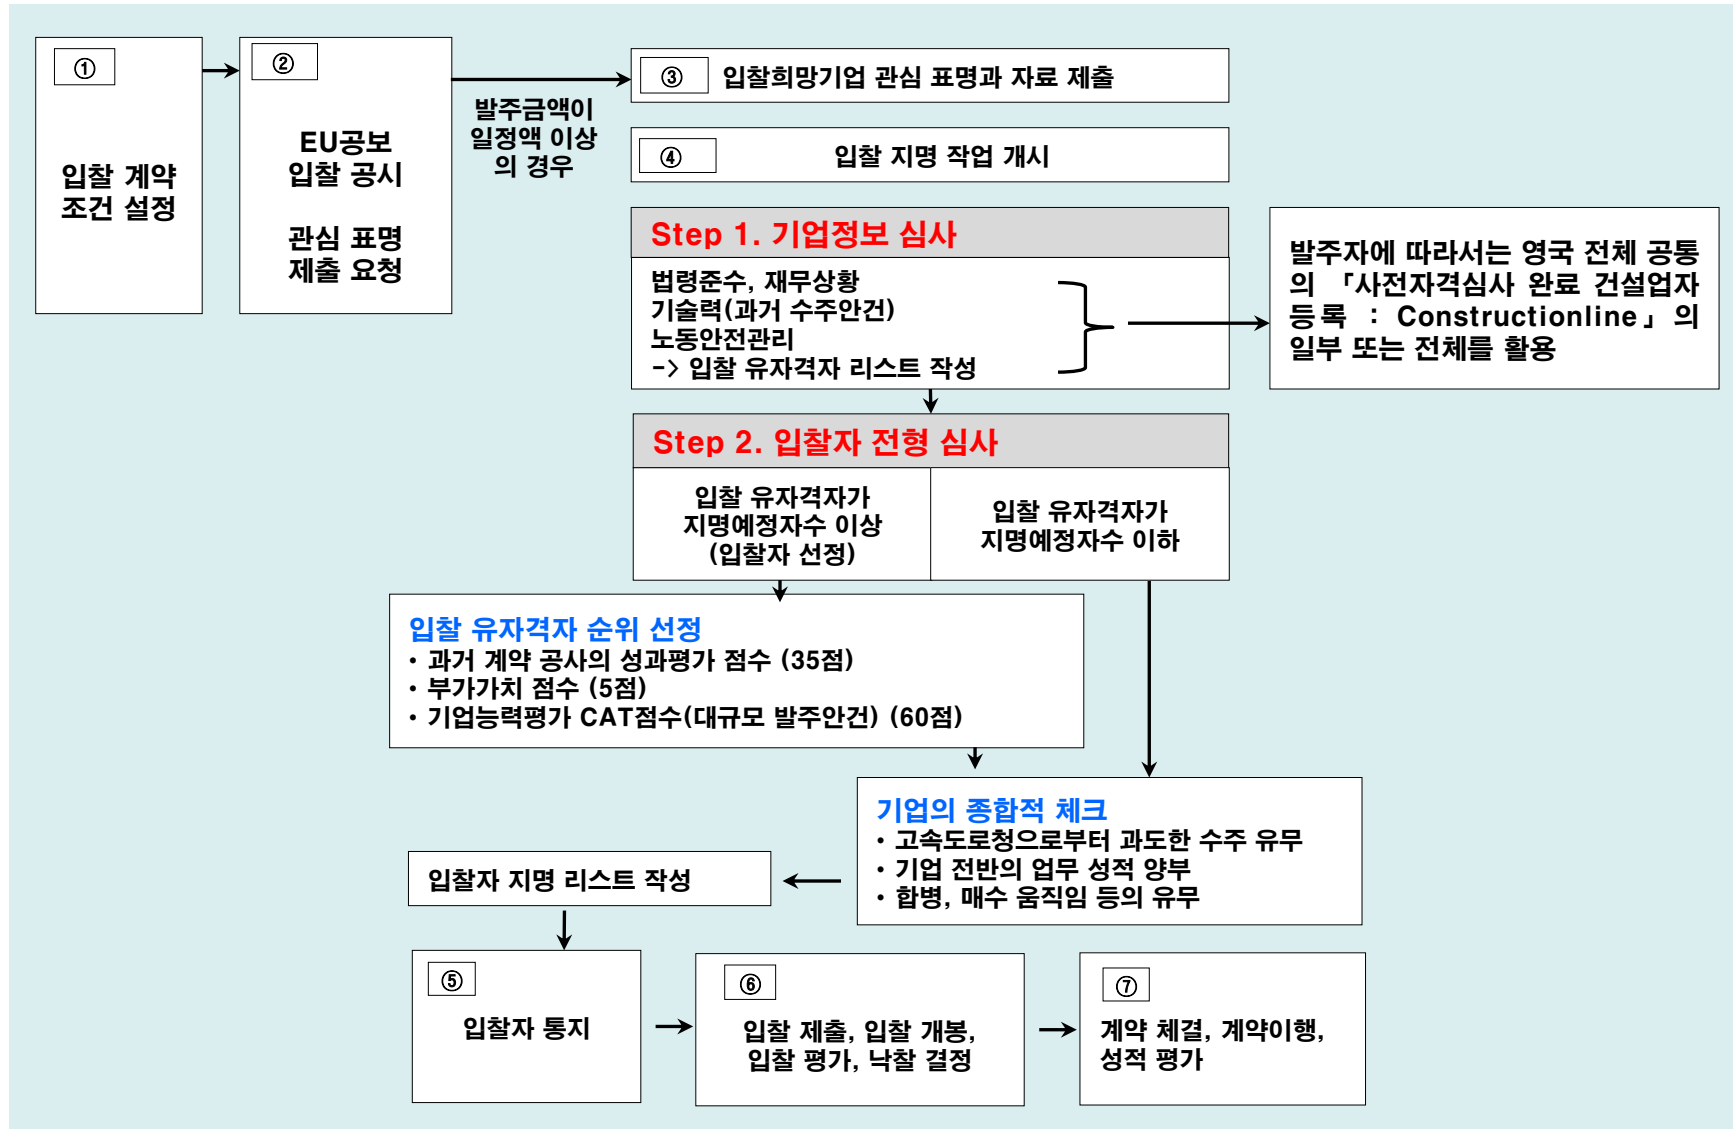 ①
입찰 계약
조건 설정
②
EU공보
입찰 공시
관심 표명
제출 요청
발주금액이
일정액 이상
의 경우
③ 입찰희망기업 관심 표명과 자료 제출
④ 입찰 지명 작업 개시
Step 1. 기업정보 심사
법령준수, 재무상황
기술력(과거 수주안건)
노동안전관리
-> 입찰 유자격자 리스트 작성
발주자에 따라서는 영국 전체 공통
의 「사전자격심사 완료 건설업자
등록 : Constructionline」의
일부 또는 전체를 활용
Step 2. 입찰자 전형 심사
입찰 유자격자가
지명예정자수 이상
(입찰자 선정)
입찰 유자격자가
지명예정자수 이하
입찰 유자격자 순위 선정
• 과거 계약 공사의 성과평가 점수 (35점)
• 부가가치 점수 (5점)
• 기업능력평가 CAT점수(대규모 발주안건) (60점)
기업의 종합적 체크
• 고속도로청으로부터 과도한 수주 유무
• 기업 전반의 업무 성적 양부
• 합병, 매수 움직임 등의 유무
입찰자 지명 리스트 작성
⑤
입찰자 통지
⑥
입찰 제출, 입찰 개봉,
입찰 평가, 낙찰 결정
⑦
계약 체결, 계약이행,
성적 평가